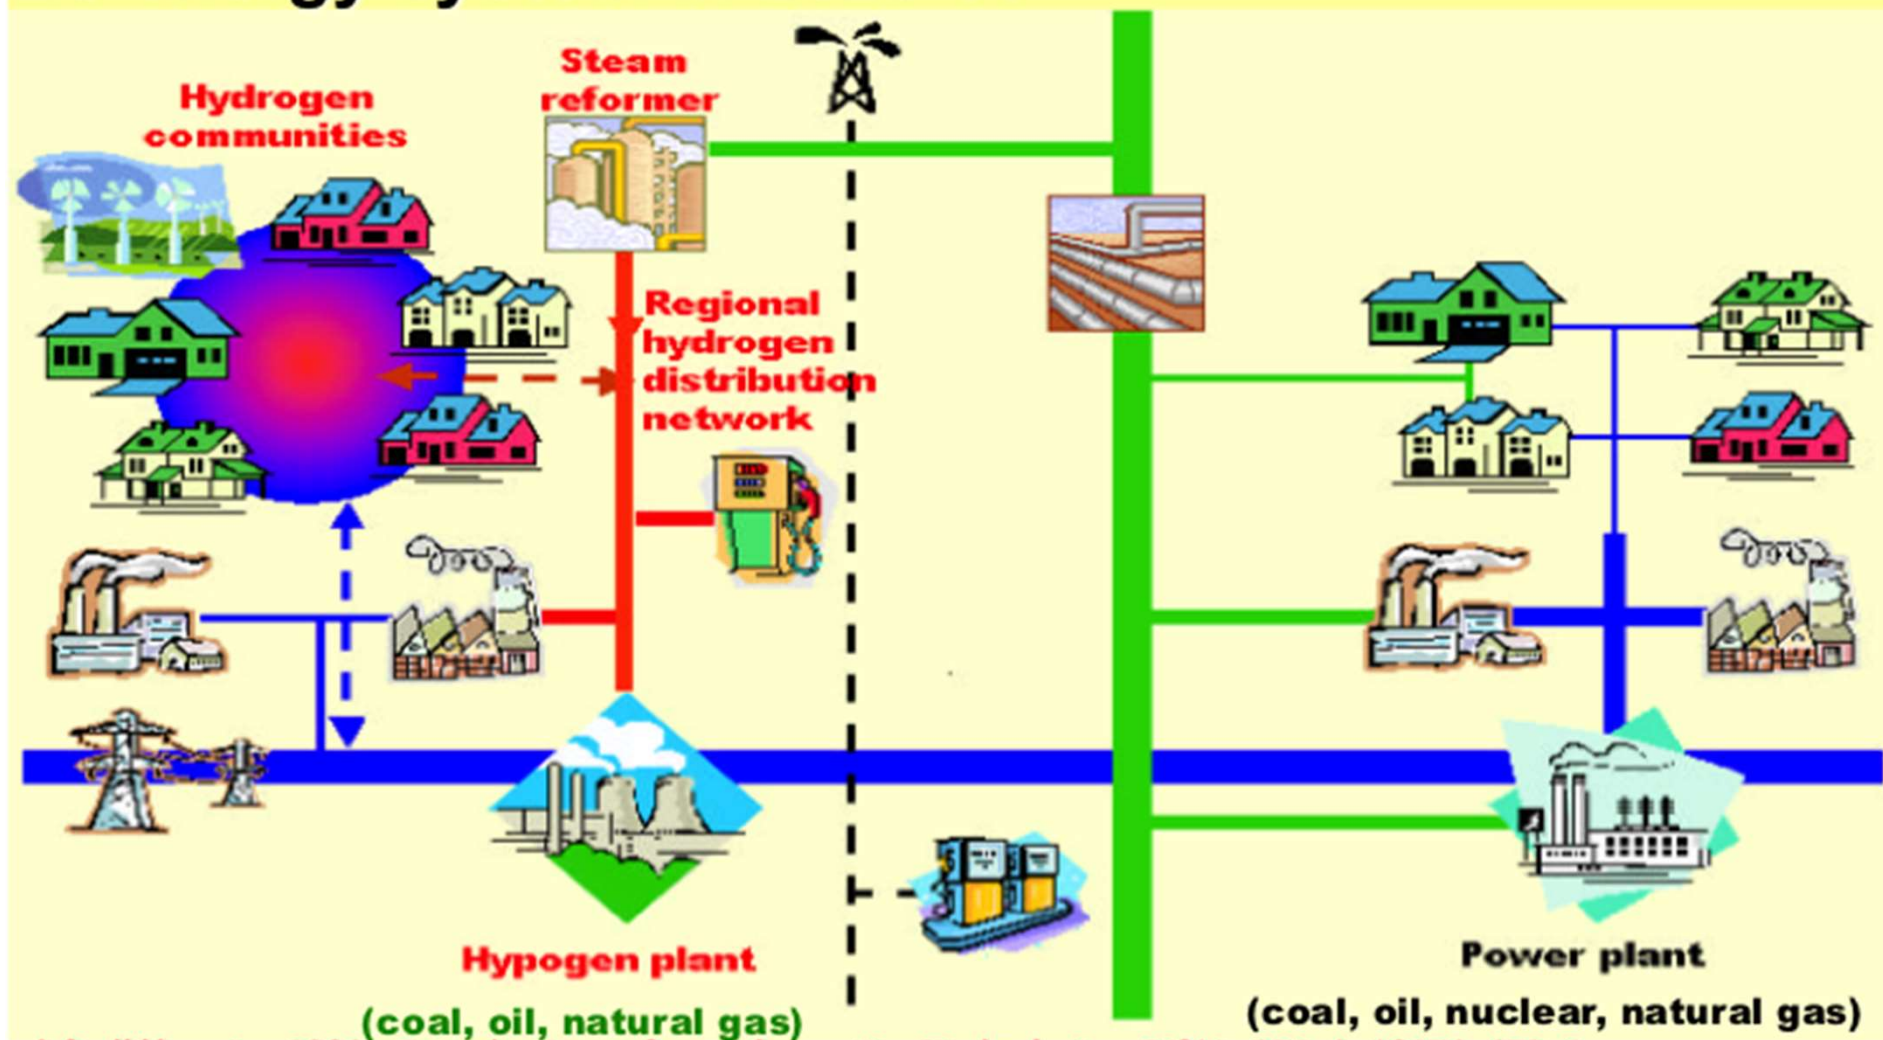 Steam
reformer
Hydrogen
communities
Regional
hydrogen
distribution
network
Hypogen plant
(coal, oil, natural gas)
Power plant
(coal, oil, nuclear, natural gas)